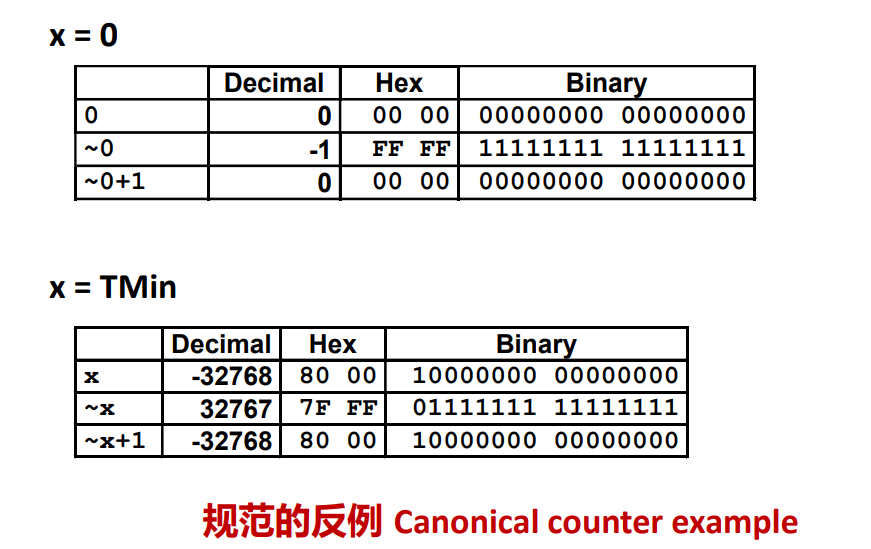 x = 0
Decimal Hex Binary
0 0 00 00 00000000 00000000
~0 -1 FF FF 11111111 11111111
~0+1 0 00 00 00000000 00000000
x = TMin
Decimal Hex Binary
x -32768 80 00 10000000 00000000
~x 32767 7F FF 01111111 11111111
~x+1 -32768 80 00 10000000 00000000
规范的反例 Canonical counter example